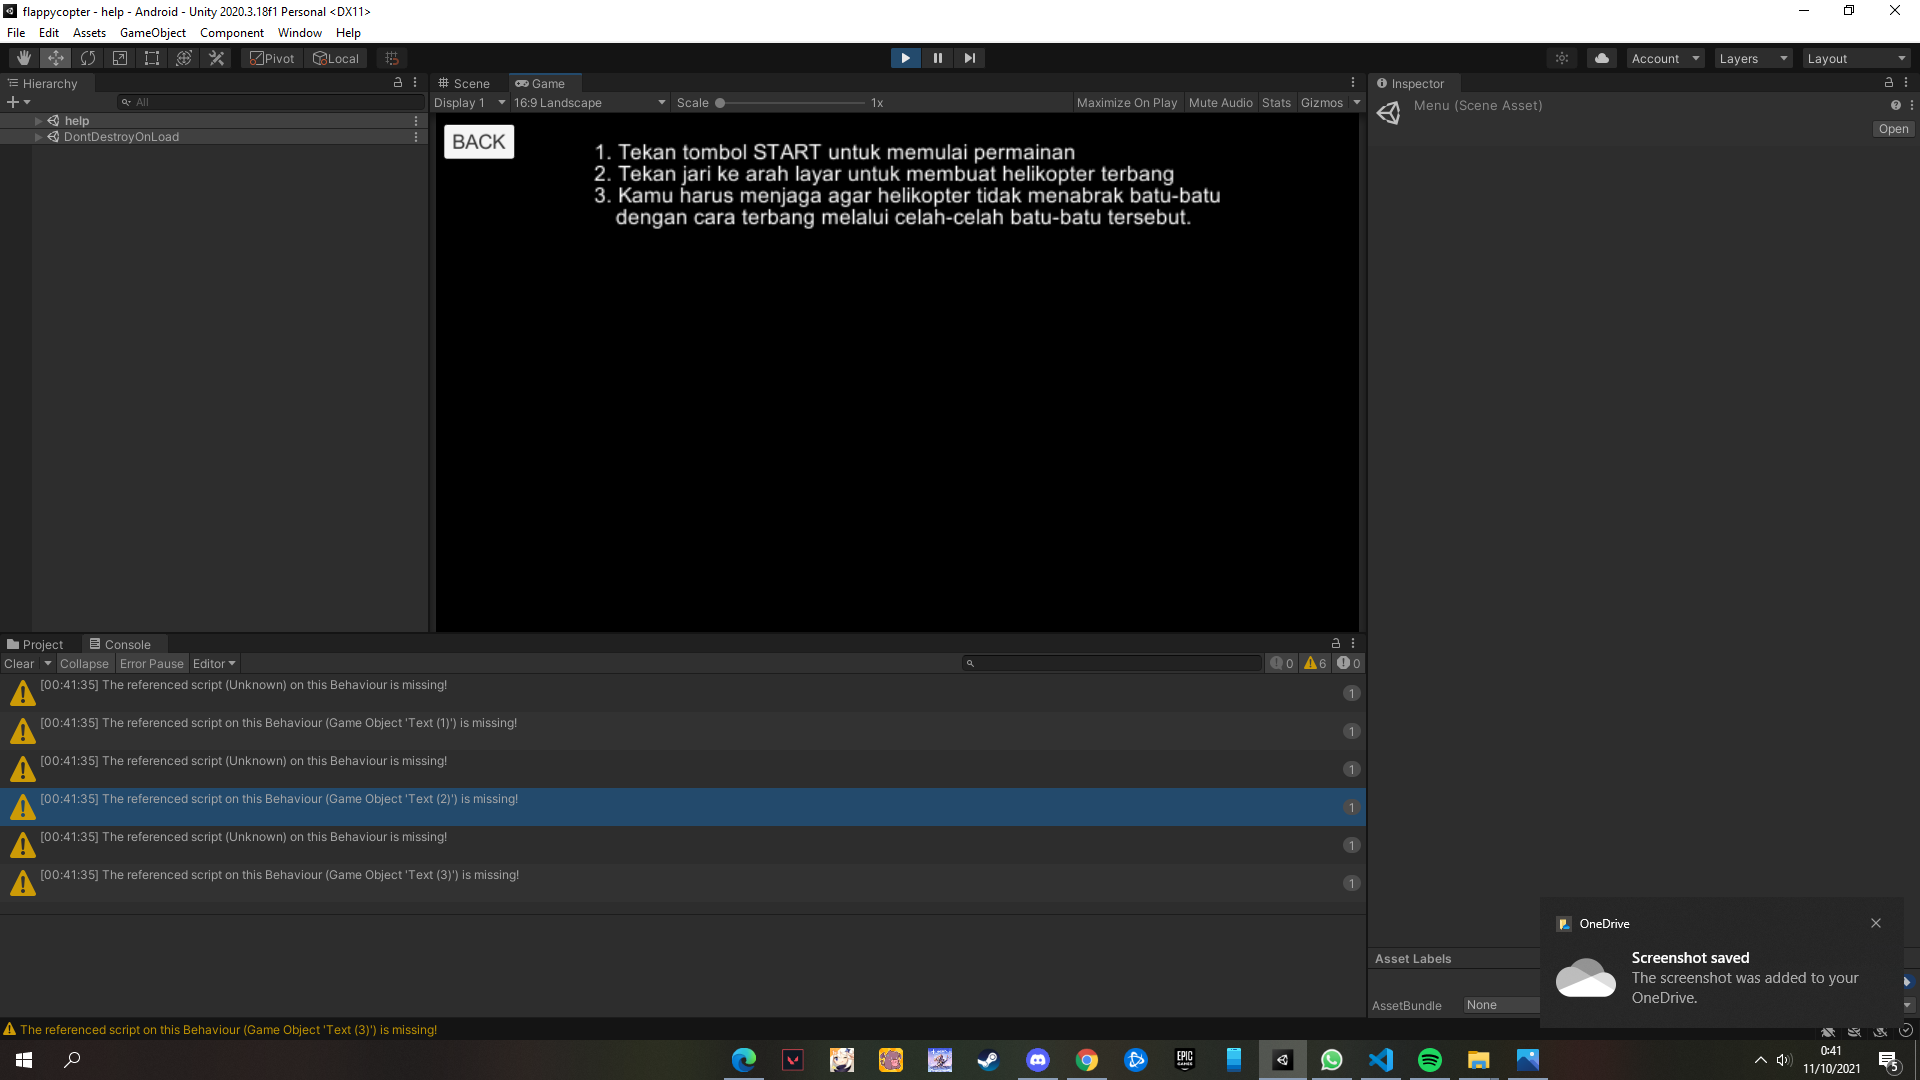 flappycopter - help - Android - Unity 2020.3.18f1 Personal <DX11>
File Edit Assets GameObject Component Window Help
Pivot Local
Account Layers Layout
Hierarchy
All
help
DontDestroyOnLoad
Scene Game
Display 1 16:9 Landscape Scale 1x Maximize On Play Mute Audio Stats Gizmos
BACK
1. Tekan tombol START untuk memulai permainan
2. Tekan jari ke arah layar untuk membuat helikopter terbang
3. Kamu harus menjaga agar helikopter tidak menabrak batu-batu
dengan cara terbang melalui celah-celah batu-batu tersebut.
Inspector
Menu (Scene Asset)
Open
Project Console
Clear Collapse Error Pause Editor 0 6 0
[00:41:35] The referenced script (Unknown) on this Behaviour is missing! 1
[00:41:35] The referenced script on this Behaviour (Game Object 'Text (1)') is missing! 1
[00:41:35] The referenced script (Unknown) on this Behaviour is missing! 1
[00:41:35] The referenced script on this Behaviour (Game Object 'Text (2)') is missing! 1
[00:41:35] The referenced script (Unknown) on this Behaviour is missing! 1
[00:41:35] The referenced script on this Behaviour (Game Object 'Text (3)') is missing! 1
Asset Labels
AssetBundle None
OneDrive
Screenshot saved
The screenshot was added to your
OneDrive.
The referenced script on this Behaviour (Game Object 'Text (3)') is missing!
EPIC
GAMES
0:41
11/10/2021
5